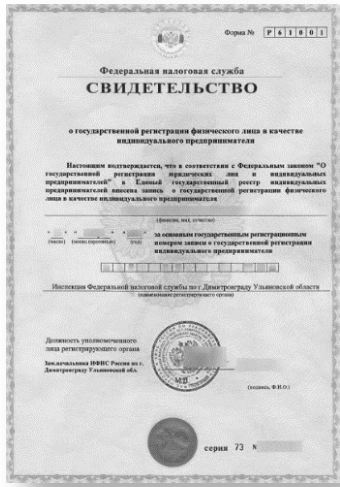 Форма № Р 6 1 0 0 1
Федеральная налоговая служба
СВИДЕТЕЛЬСТВО
о государственной регистрации физического лица в качестве
индивидуального предпринимателя
Настоящим подтверждается, что в соответствии с Федеральным законом "О
государственной регистрации юридических лиц и индивидуальных
предпринимателей" в Единый государственный реестр индивидуальных
предпринимателей внесена запись о государственной регистрации физического
лица в качестве индивидуального предпринимателя
(фамилия, имя, отчество)
за основным государственным регистрационным
(число) (месяц прописью) (год) номером записи о государственной регистрации
индивидуального предпринимателя
Инспекция Федеральной налоговой службы по г Димитровграду Ульяновской области
(наименование регистрирующего органа)
Должность уполномоченного
лица регистрирующего органа
Зам.начальника ИФНС России по г.
Димитровграду Ульяновской обл.
М.П.
(подпись, Ф.И.О.)
серия 73 №